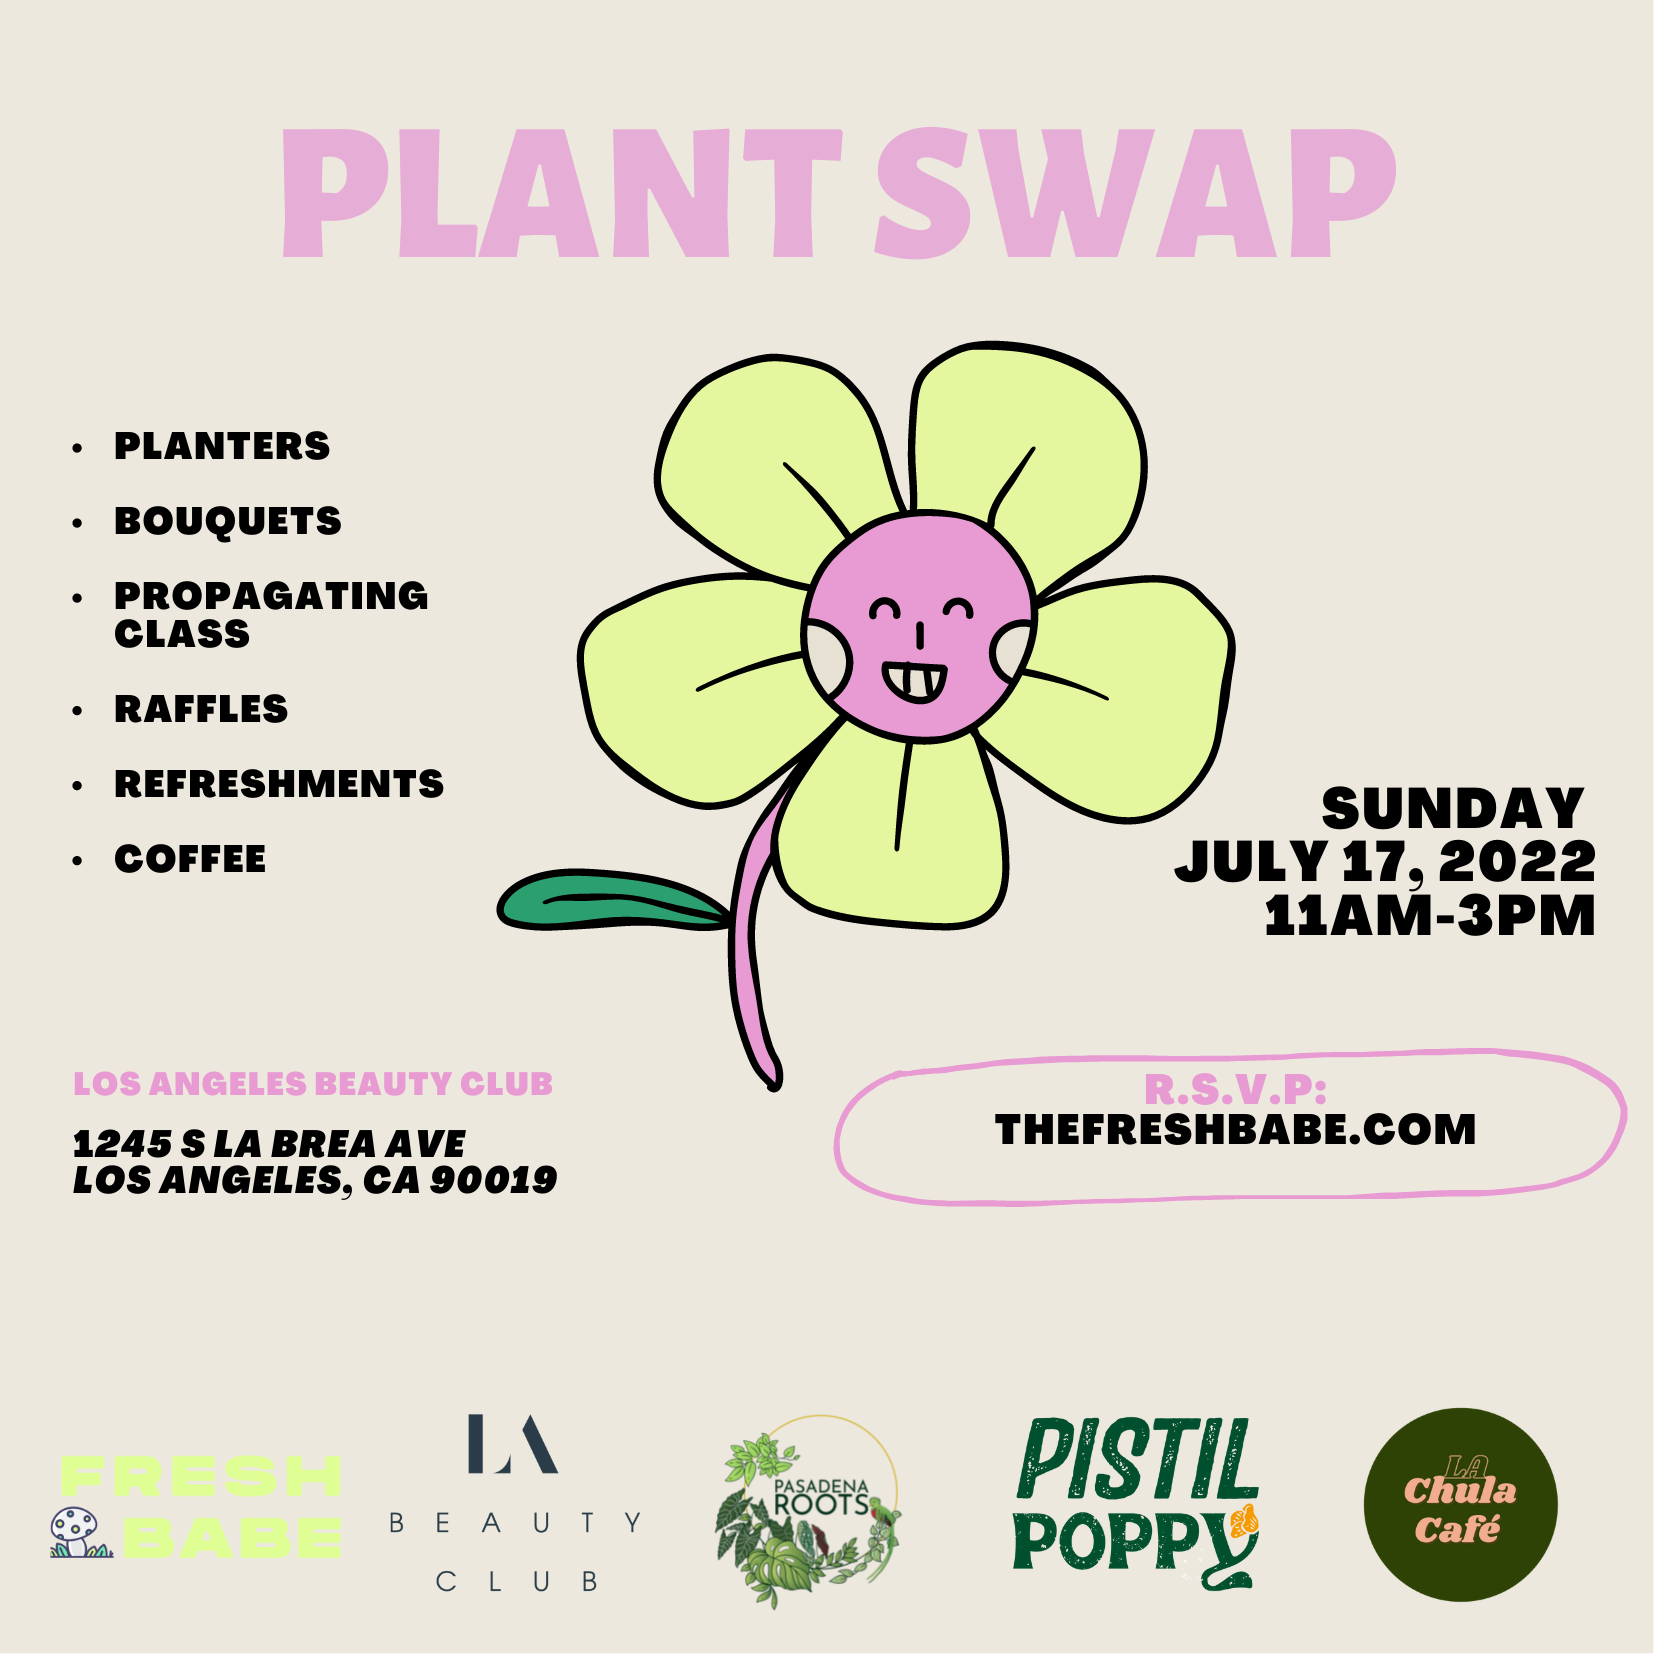 PLANT SWAP
• PLANTERS
• BOUQUETS
• PROPAGATING
CLASS
• RAFFLES
• REFRESHMENTS
• COFFEE
SUNDAY
JULY 17, 2022
11AM-3PM
LOS ANGELES BEAUTY CLUB
1245 S LA BREA AVE
LOS ANGELES, CA 90019
R.S.V.P:
THEFRESHBABE.COM
FRESH
BABE
LA
BEAUTY
CLUB
PASADENA
ROOTS
PISTIL
POPPY
LA
Chula
Café